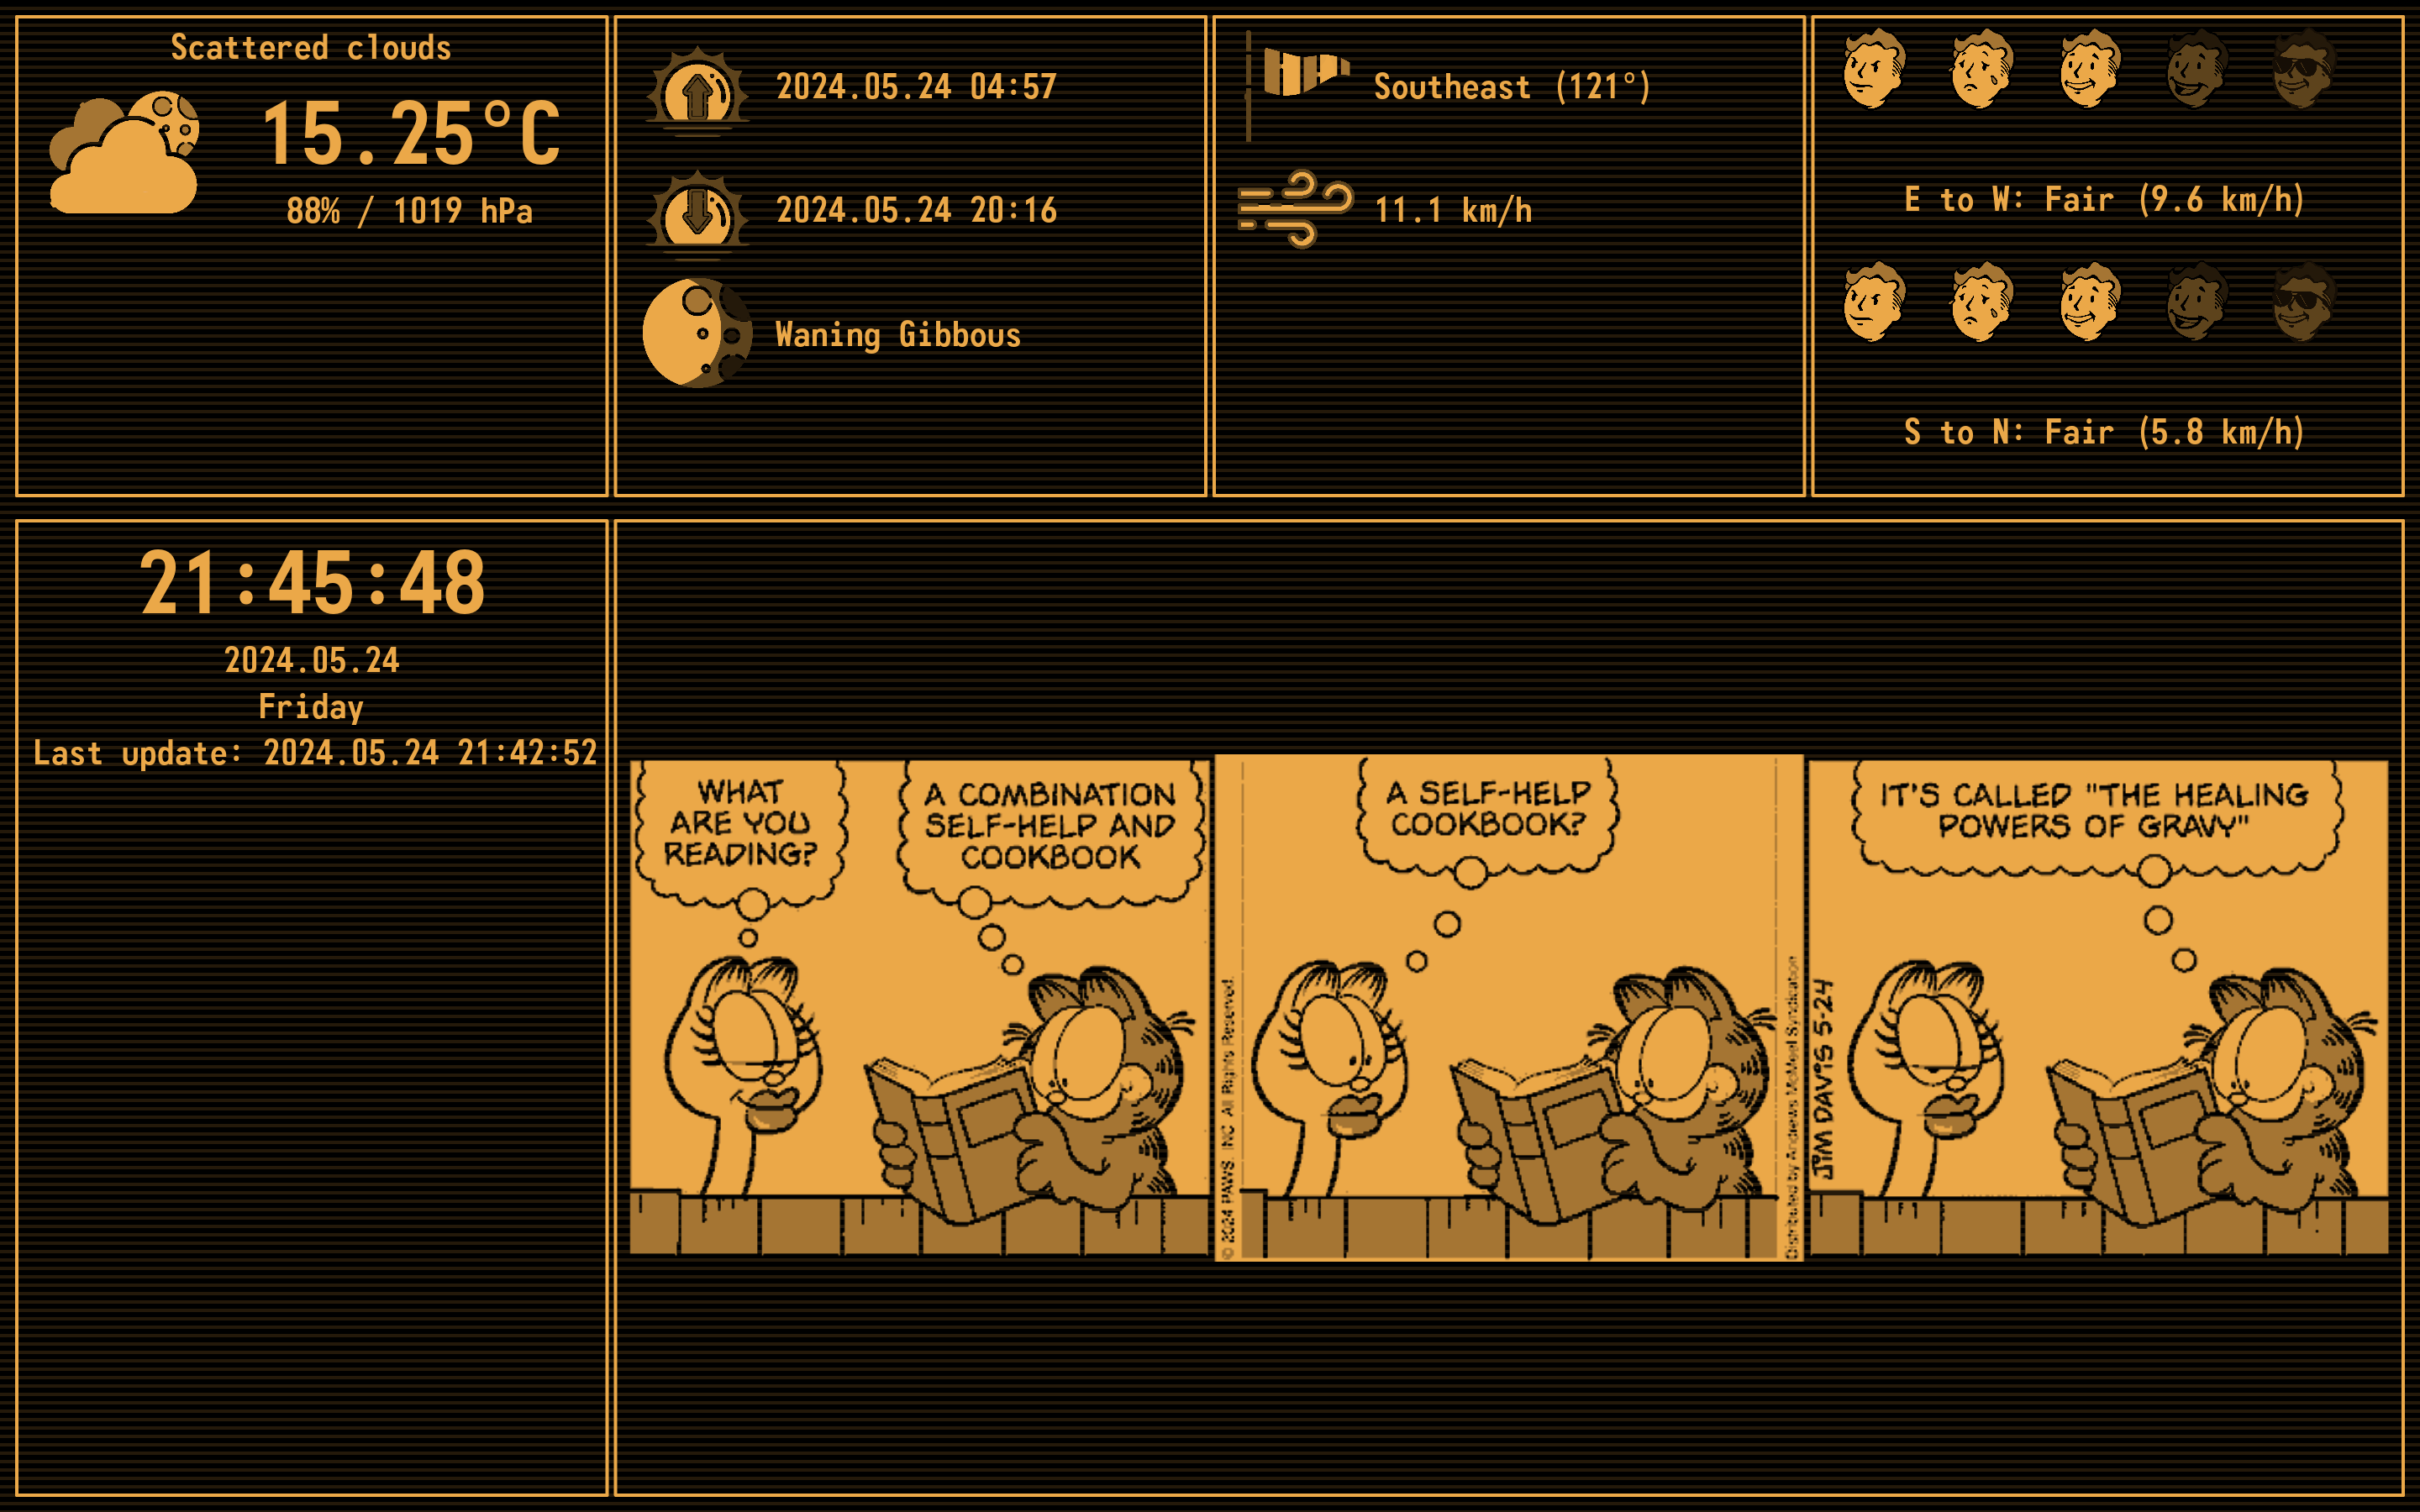 Scattered clouds
15.25°C
88% / 1019 hPa
2024.05.24 04:57
2024.05.24 20:16
Waning Gibbous
Southeast (121°)
11.1 km/h
E to W: Fair (9.6 km/h)
S to N: Fair (5.8 km/h)
21:45:48
2024.05.24
Friday
Last update: 2024.05.24 21:42:52
WHAT
ARE YOU
READING?
A COMBINATION
SELF-HELP AND
COOKBOOK
© 2024 PAWS, INC. All Rights Reserved.
A SELF-HELP
COOKBOOK?
Distributed by Andrews McMeel Syndication
JIM DAVIS 5-24
IT'S CALLED "THE HEALING
POWERS OF GRAVY"